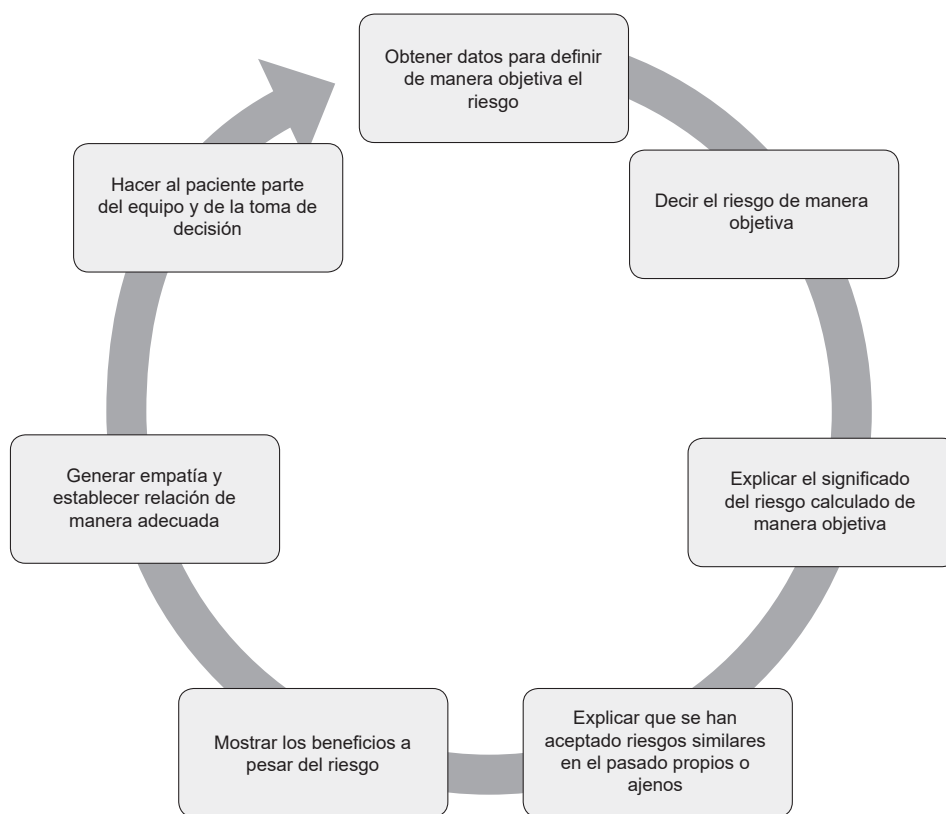 Obtener datos para definir
de manera objetiva el
riesgo
Decir el riesgo de manera
objetiva
Explicar el significado
del riesgo calculado de
manera objetiva
Explicar que se han
aceptado riesgos similares
en el pasado propios o
ajenos
Mostrar los beneficios a
pesar del riesgo
Generar empatía y
establecer relación de
manera adecuada
Hacer al paciente parte
del equipo y de la toma de
decisión